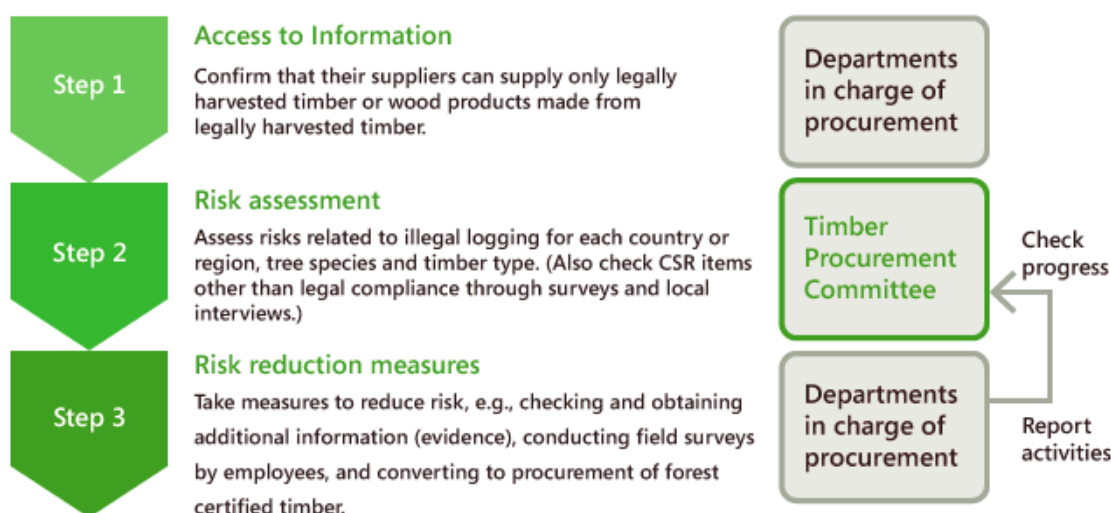 Step 1
Access to Information
Confirm that their suppliers can supply only legally
harvested timber or wood products made from
legally harvested timber.
Departments
in charge of
procurement
Step 2
Risk assessment
Assess risks related to illegal logging for each country or
region, tree species and timber type. (Also check CSR items
other than legal compliance through surveys and local
interviews.)
Timber
Procurement
Committee
Check
progress
Step 3
Risk reduction measures
Take measures to reduce risk, e.g., checking and obtaining
additional information (evidence), conducting field surveys
by employees, and converting to procurement of forest
certified timber.
Departments
in charge of
procurement
Report
activities